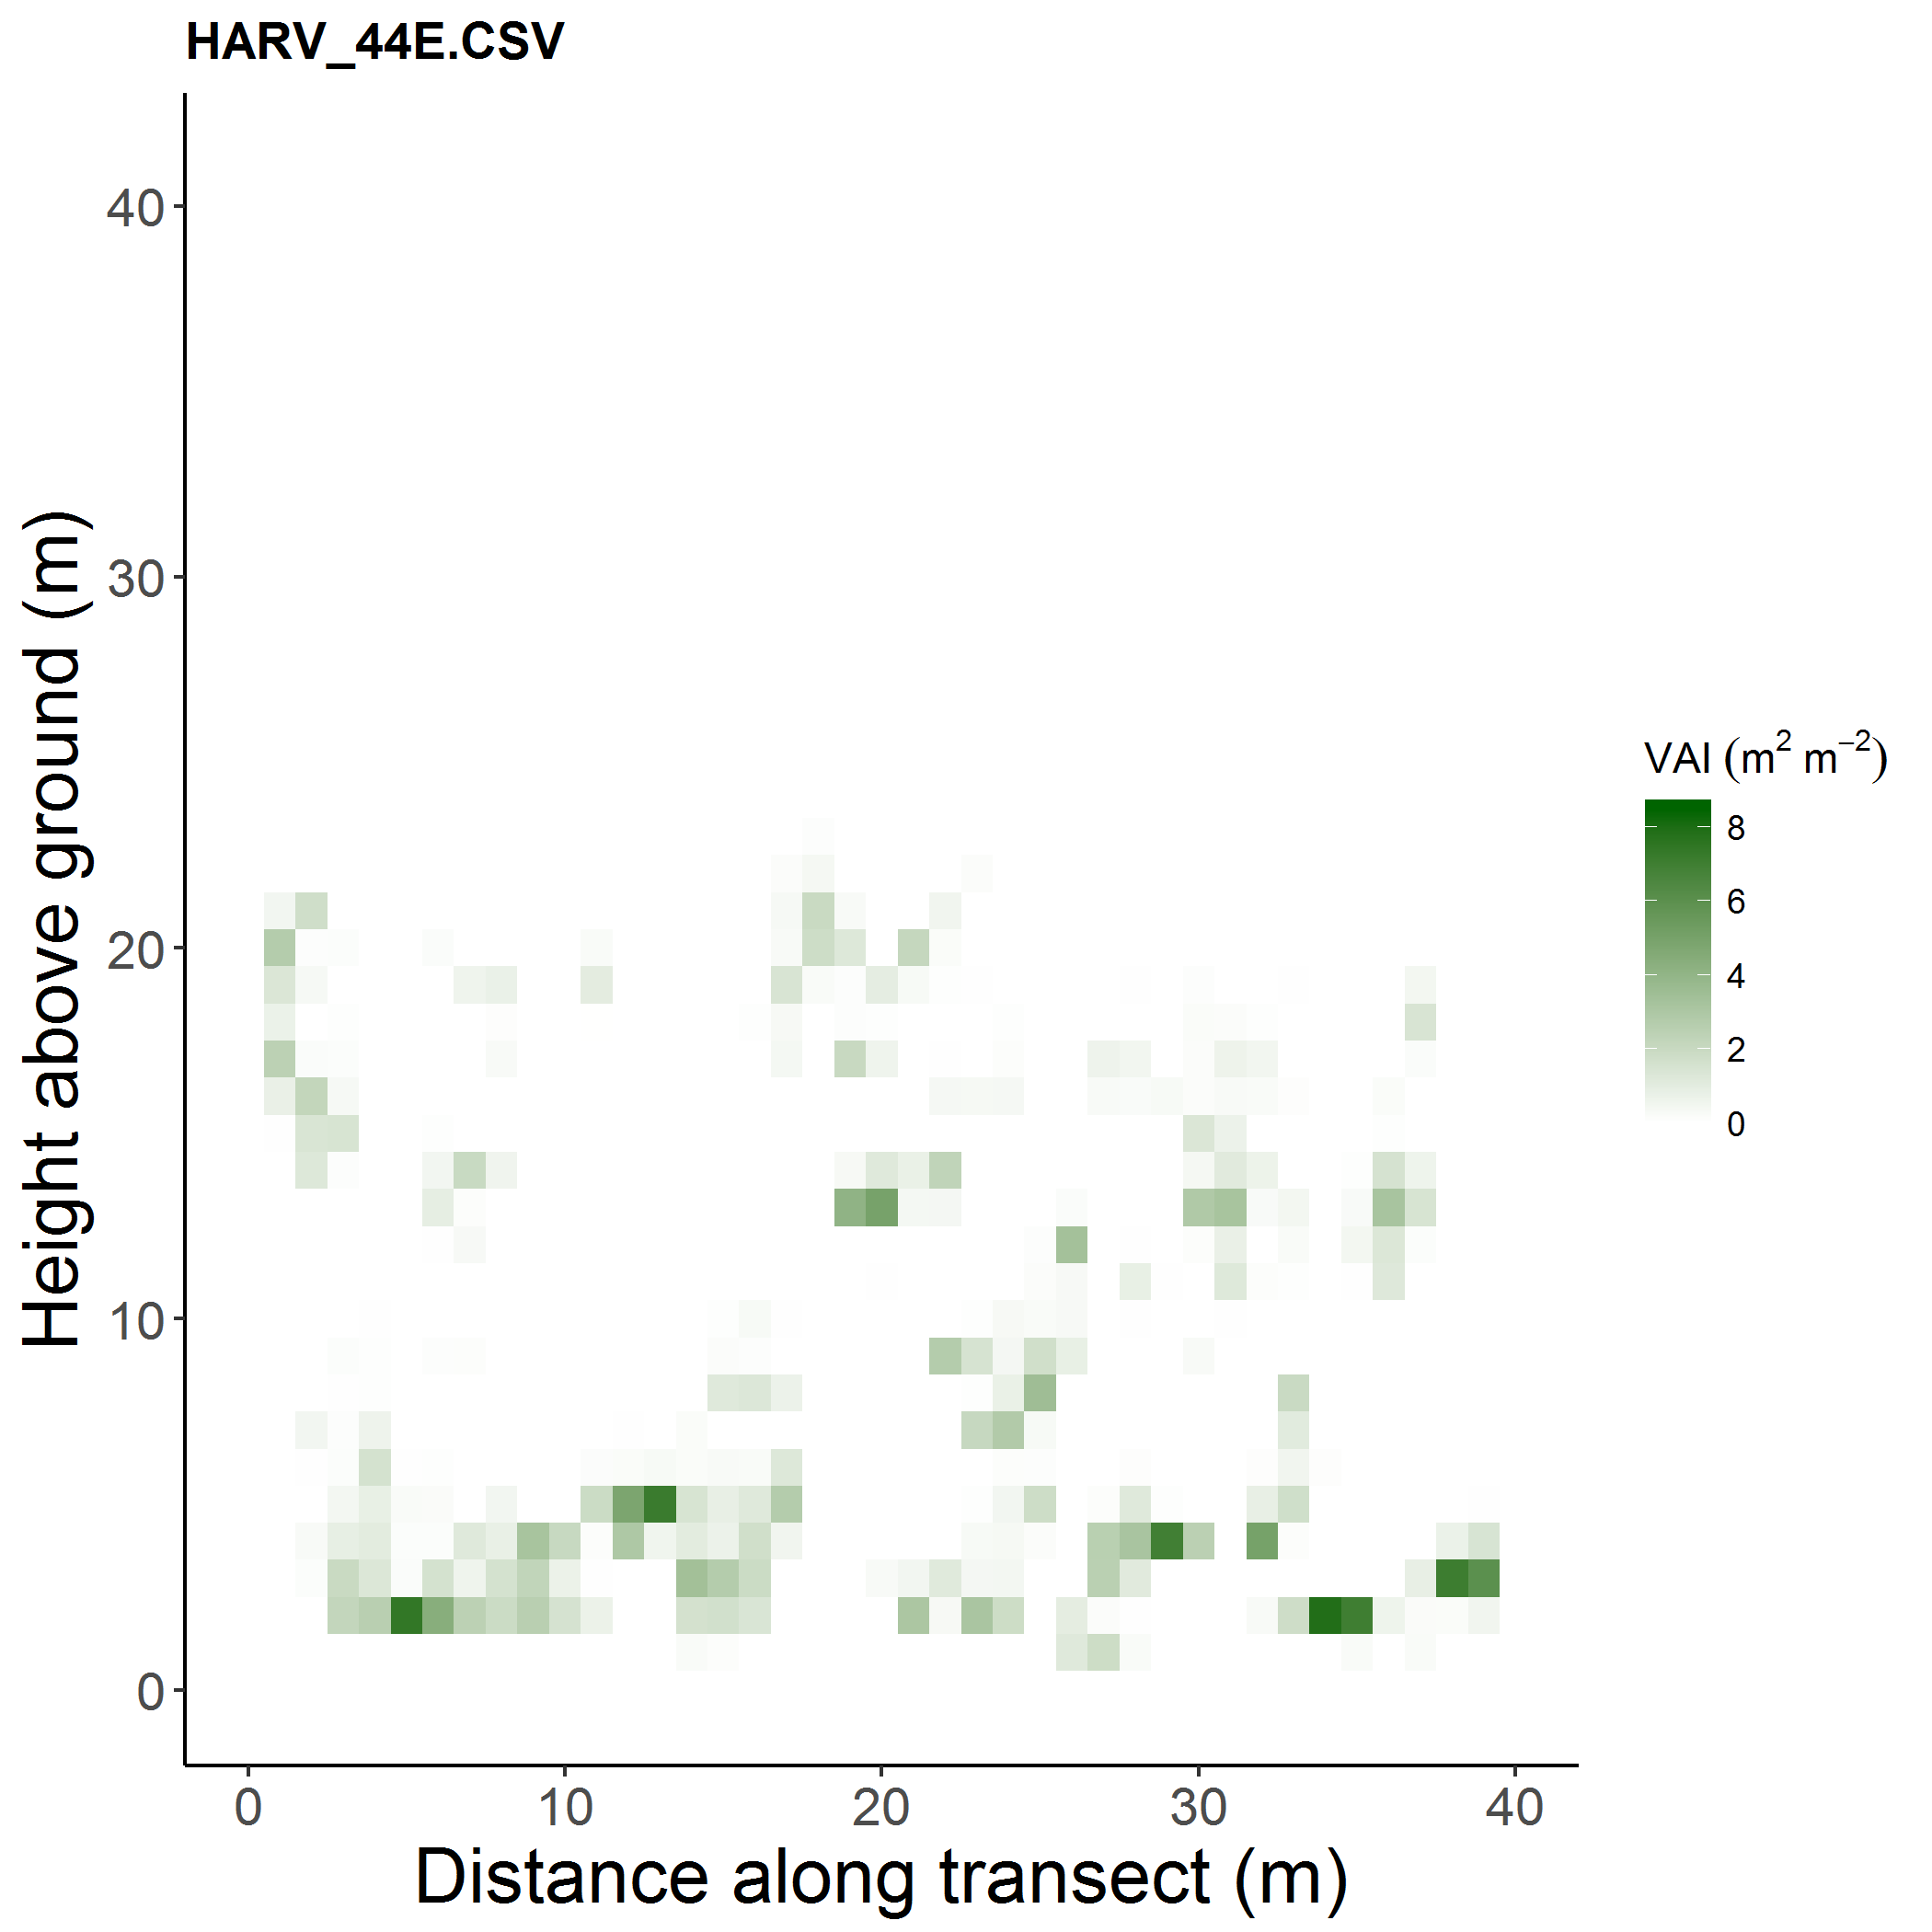 HARV_44E.CSV
Height above ground (m)
40
30
20
10
0
0 10 20 30 40
Distance along transect (m)
VAI (m² m⁻²)
8
6
4
2
0